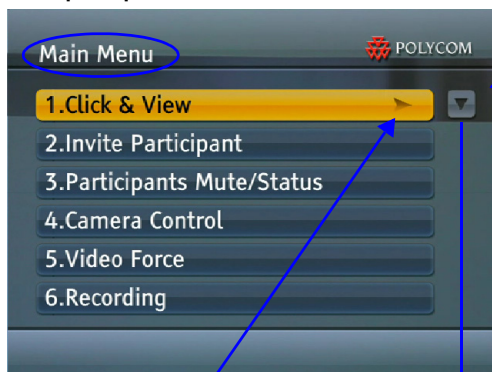 Main Menu
POLYCOM
1.Click & View
2.Invite Participant
3.Participants Mute/Status
4.Camera Control
5.Video Force
6.Recording